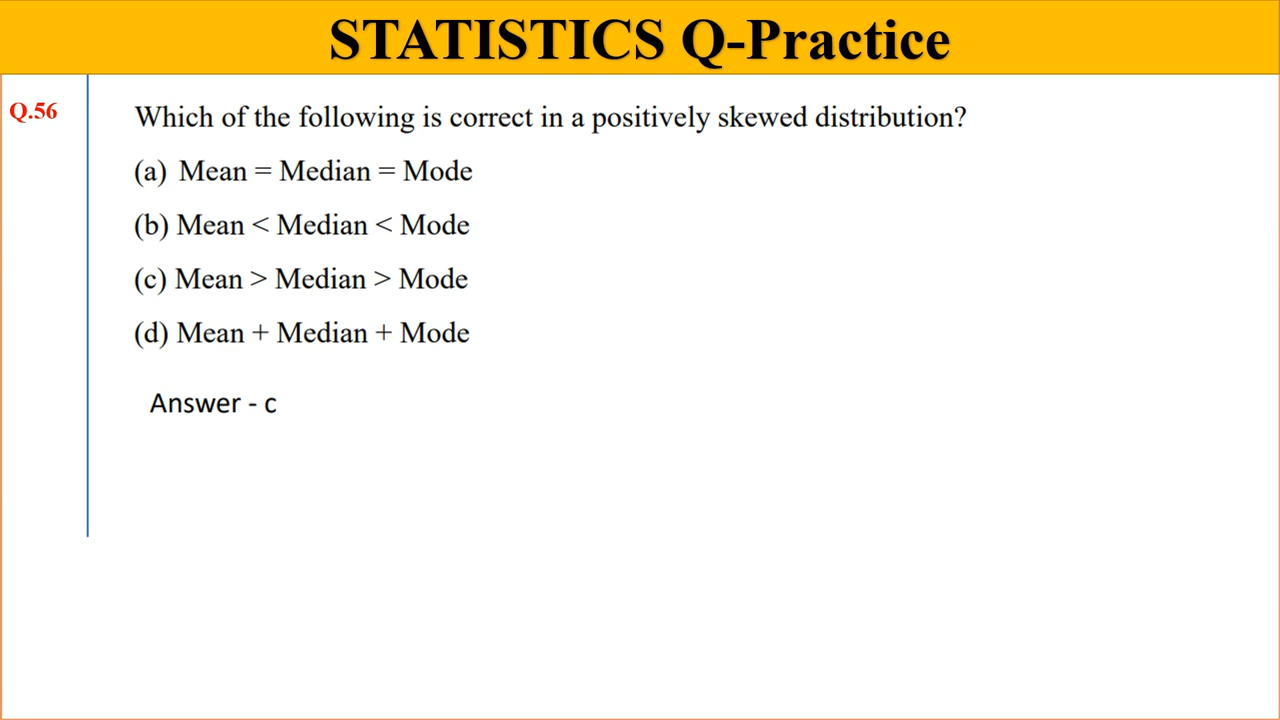 STATISTICS Q-Practice
Q.56
Which of the following is correct in a positively skewed distribution?
(a) Mean = Median = Mode
(b) Mean < Median < Mode
(c) Mean > Median > Mode
(d) Mean + Median + Mode
Answer - c